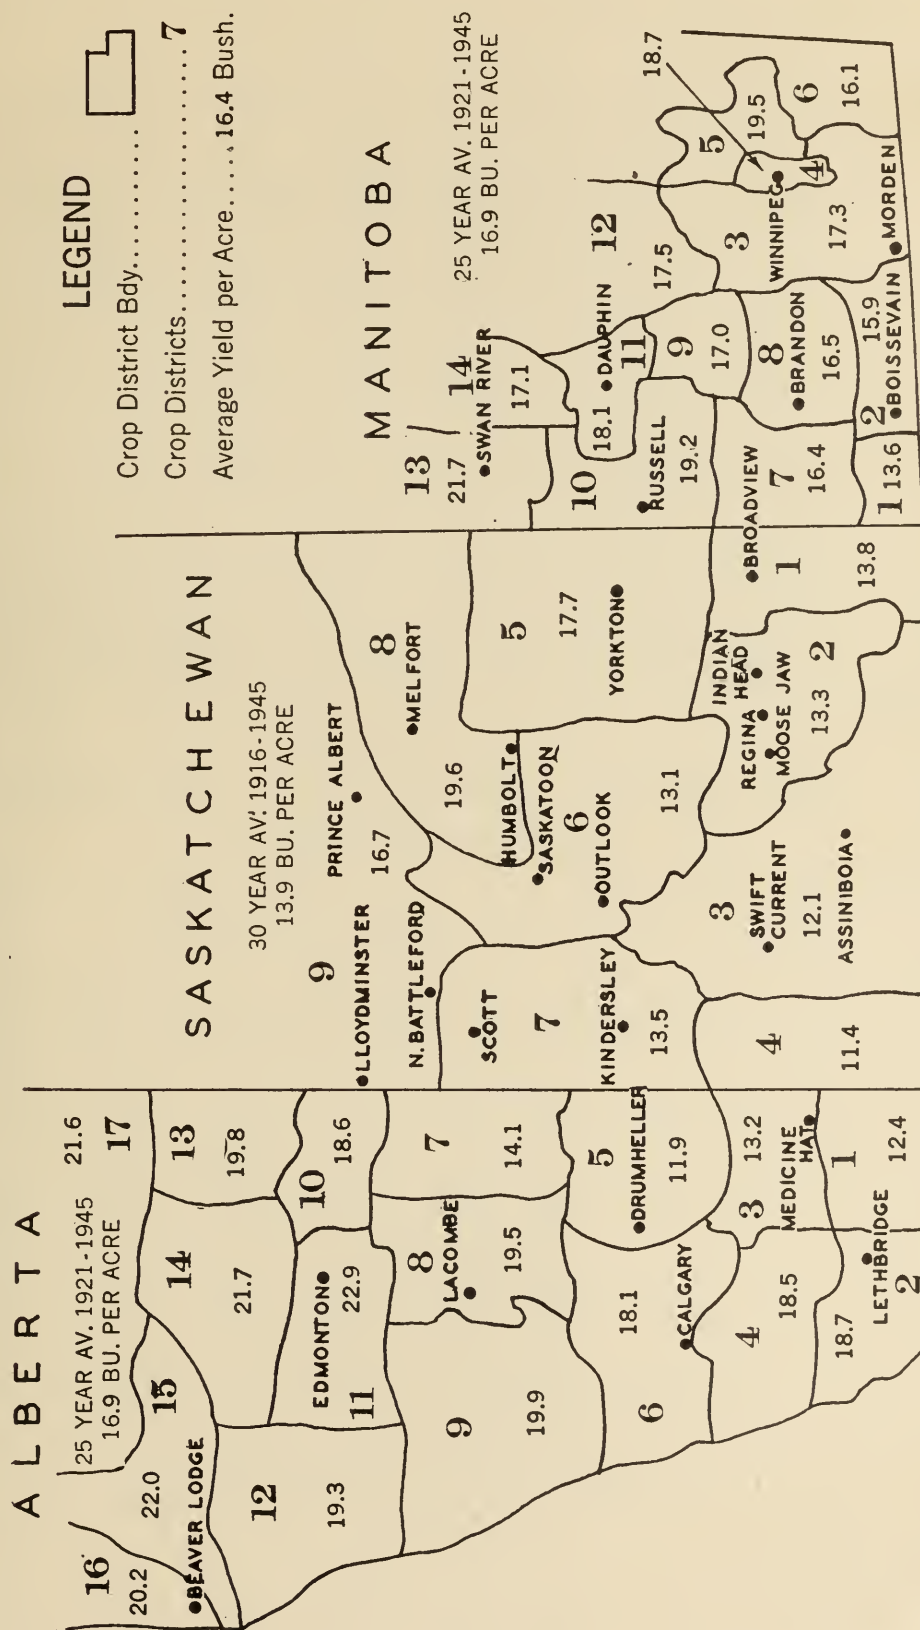 LEGEND
Crop District Bdy..............
Crop Districts....................7
Average Yield per Acre..... 16.4 Bush.
ALBERTA
25 YEAR AV. 1921-1945
16.9 BU. PER ACRE
16
20.2
22.0
15
BEAVER LODGE
21.6
17
14
21.7
13
19.8
12
19.3
EDMONTON
22.9
11
10
18.6
9
19.9
8
LACOMBE
19.5
7
14.1
6
18.1
CALGARY
5
DRUMHELLER
11.9
4
18.5
3
13.2
MEDICINE
HAT
18.7
LETHBRIDGE
2
1
12.4
SASKATCHEWAN
30 YEAR AV. 1916-1945
13.9 BU. PER ACRE
9
LLOYDMINSTER
PRINCE ALBERT
16.7
N. BATTLEFORD
8
MELFORT
19.6
HUMBOLT
SASKATOON
6
OUTLOOK
13.1
5
17.7
YORKTON
SCOTT
7
KINDERSLEY
13.5
4
11.4
3
SWIFT
CURRENT
12.1
ASSINIBOIA
INDIAN
HEAD
REGINA
MOOSE JAW
2
13.3
BROADVIEW
1
13.8
MANITOBA
25 YEAR AV. 1921-1945
16.9 BU. PER ACRE
13
21.7
14
SWAN RIVER
17.1
10
18.1
DAUPHIN
11
12
17.5
RUSSELL
19.2
9
17.0
7
16.4
8
BRANDON
16.5
1
13.6
2
15.9
BOISSEVAIN
3
WINNIPEG
17.3
MORDEN
4
18.7
5
19.5
6
16.1